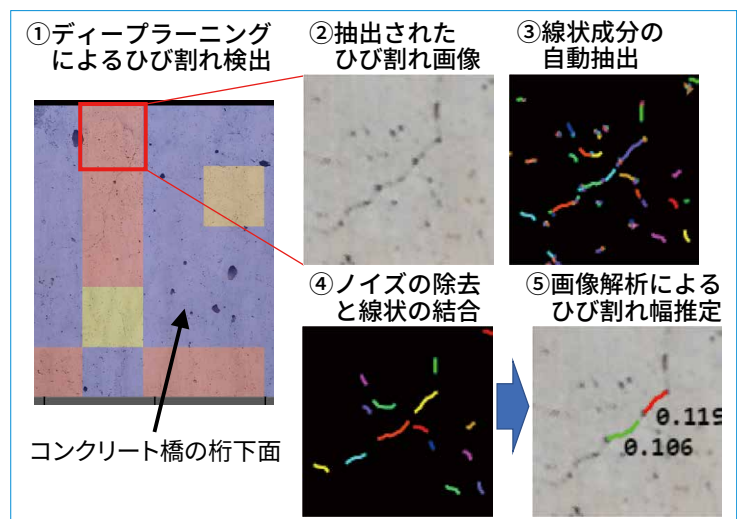 ①ディープラーニング
によるひび割れ検出
②抽出された
ひび割れ画像
③線状成分の
自動抽出
コンクリート橋の桁下面
④ノイズの除去
と線状の結合
⑤画像解析による
ひび割れ幅推定
0.119
0.106